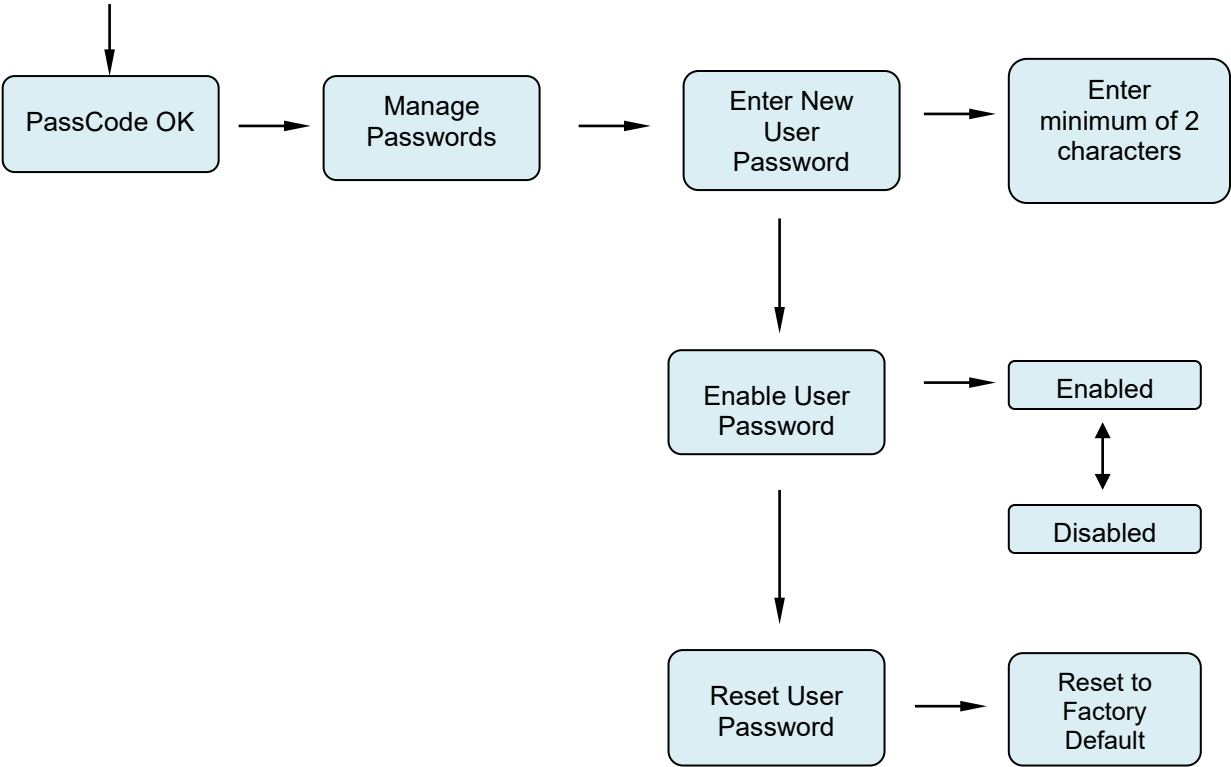 PassCode OK
Manage
Passwords
Enter New
User
Password
Enter
minimum of 2
characters
Enable User
Password
Enabled
Disabled
Reset User
Password
Reset to
Factory
Default